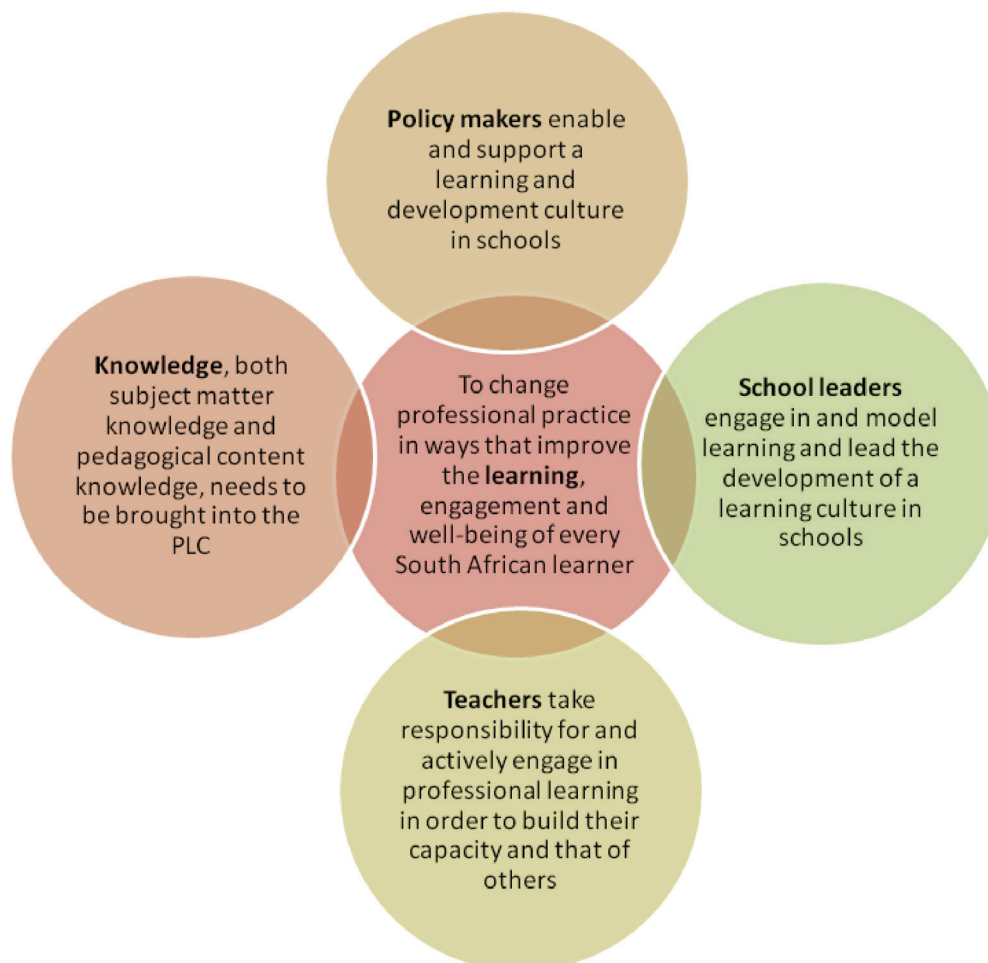 Policy makers enable
and support a
learning and
development culture
in schools
Knowledge, both
subject matter
knowledge and
pedagogical content
knowledge, needs to
be brought into the
PLC
To change
professional practice
in ways that improve
the learning,
engagement and
well-being of every
South African learner
School leaders
engage in and model
learning and lead the
development of a
learning culture in
schools
Teachers take
responsibility for and
actively engage in
professional learning
in order to build their
capacity and that of
others